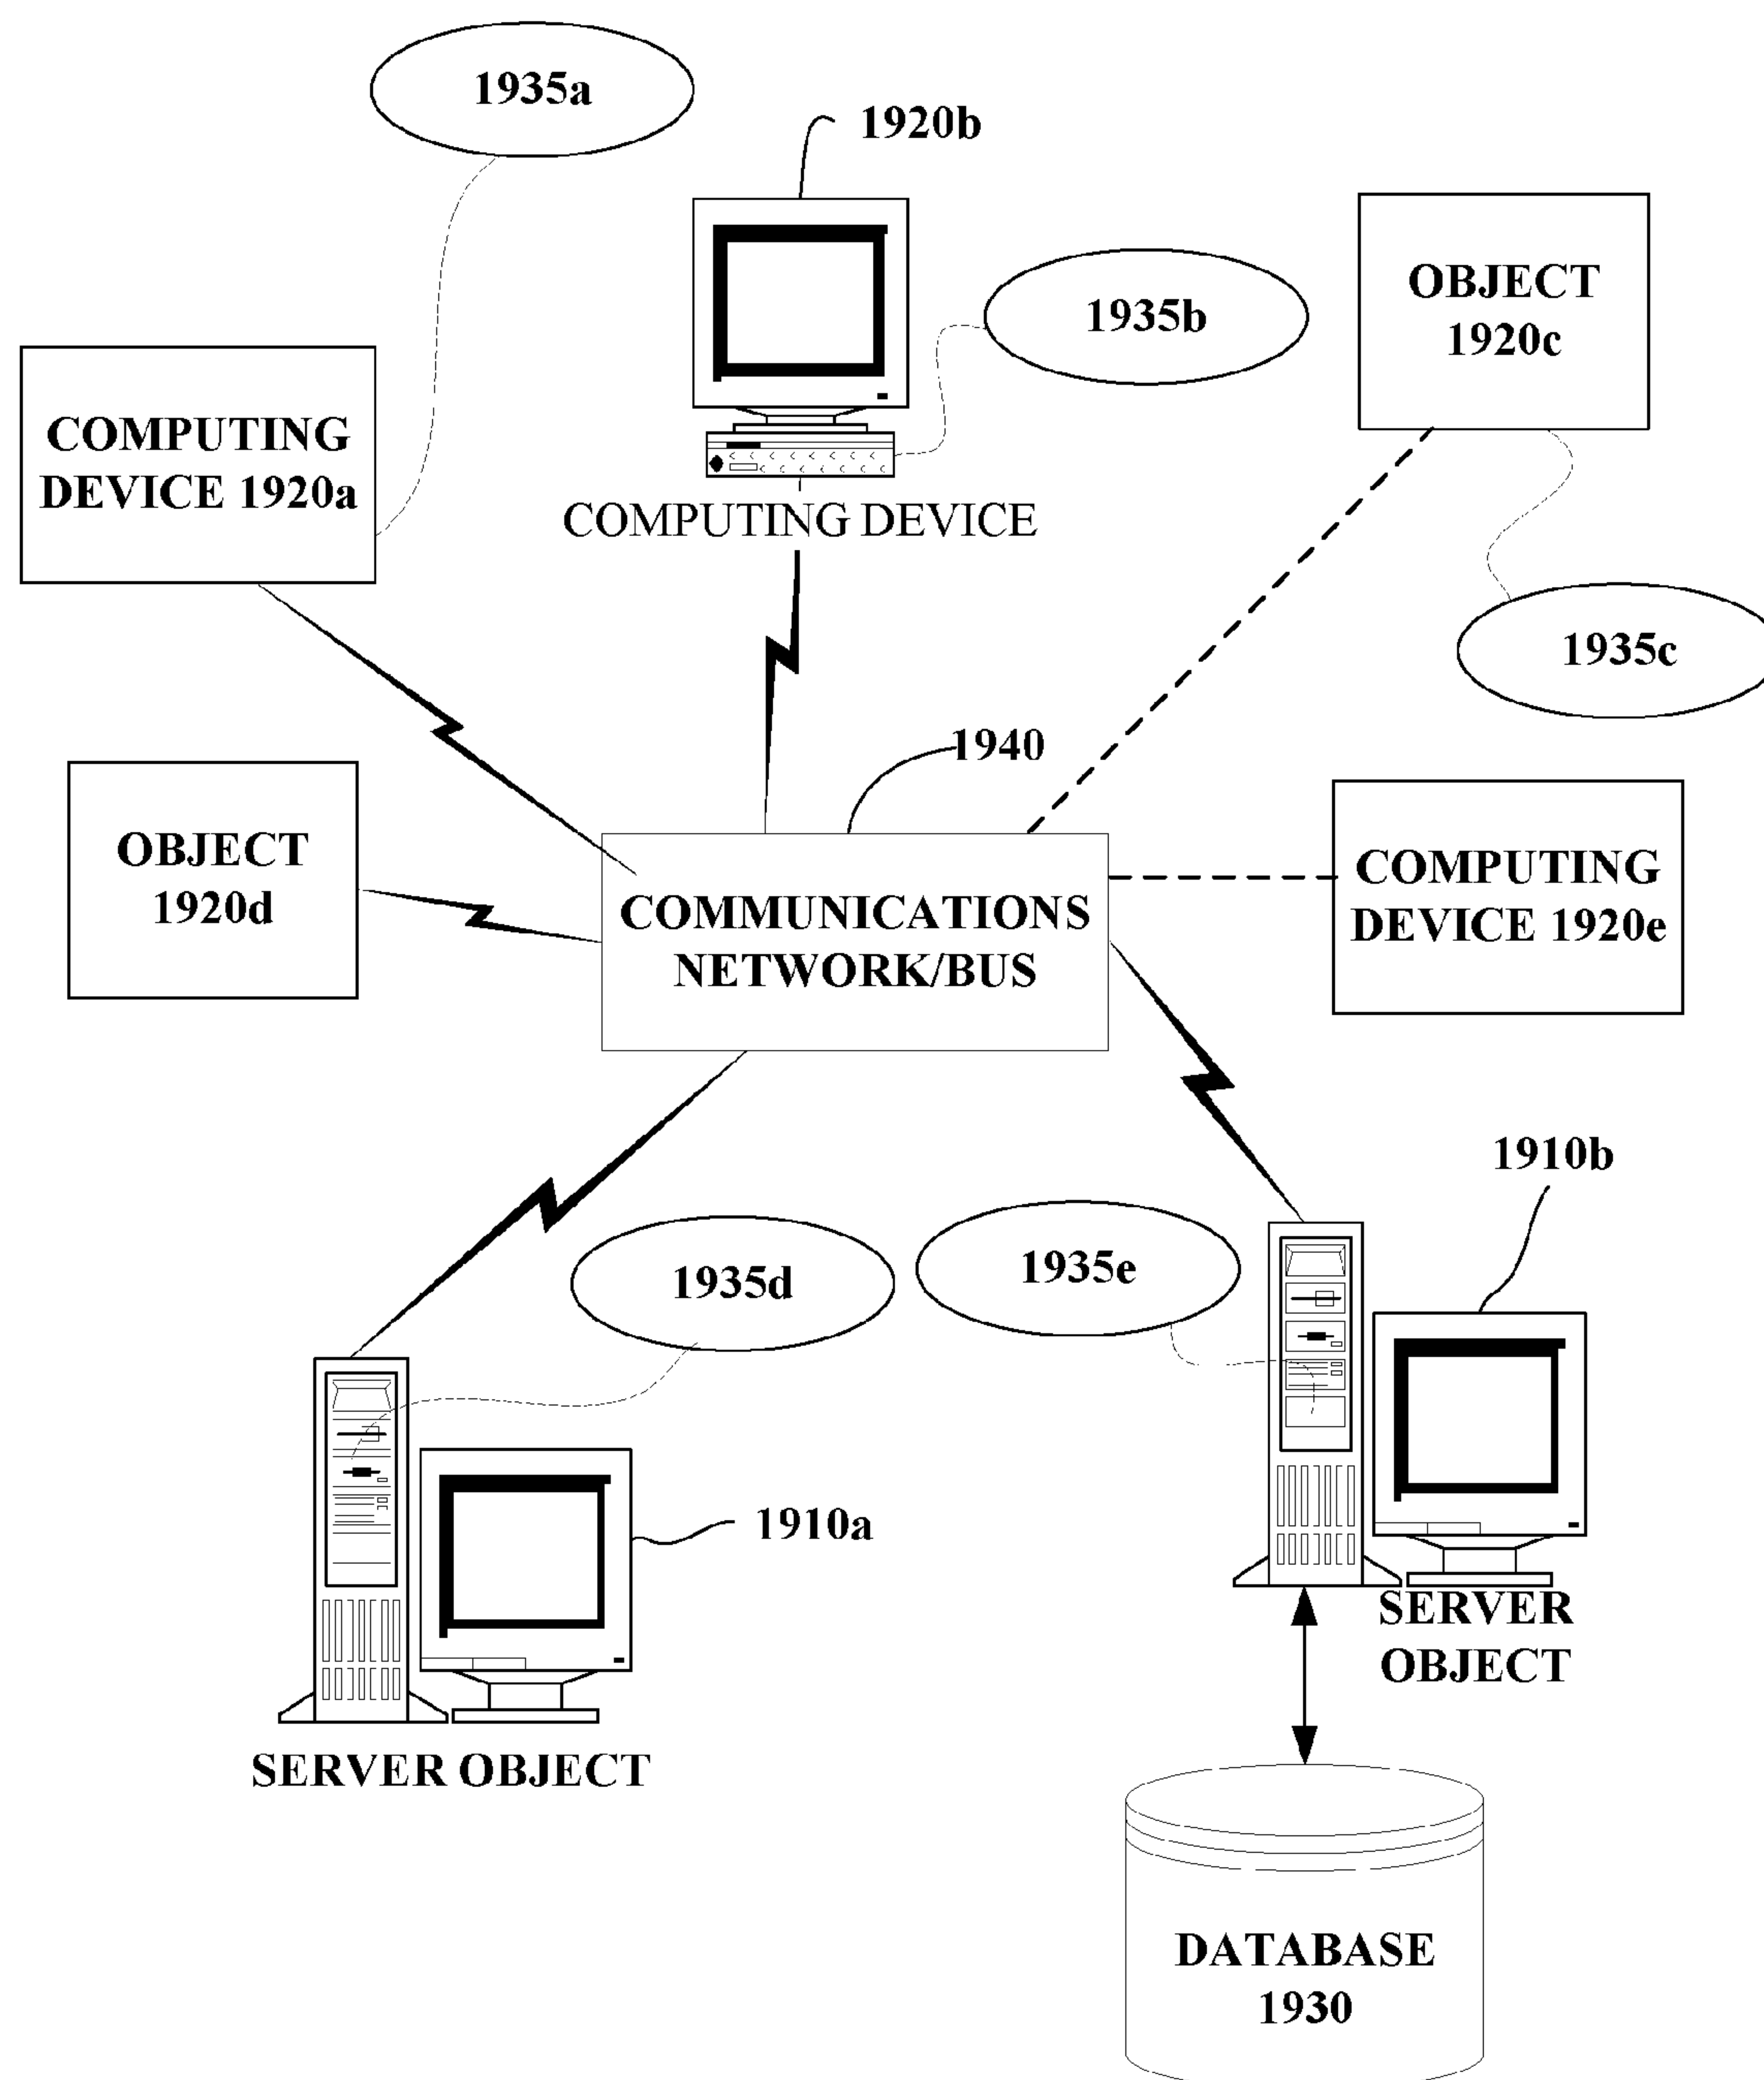 1935a
1920b
1935b
OBJECT
1920c
COMPUTING
DEVICE 1920a
COMPUTING DEVICE
1935c
1940
OBJECT
1920d
COMMUNICATIONS
NETWORK/BUS
COMPUTING
DEVICE 1920e
1910b
1935d
1935e
1910a
SERVER
OBJECT
SERVER OBJECT
DATABASE
1930